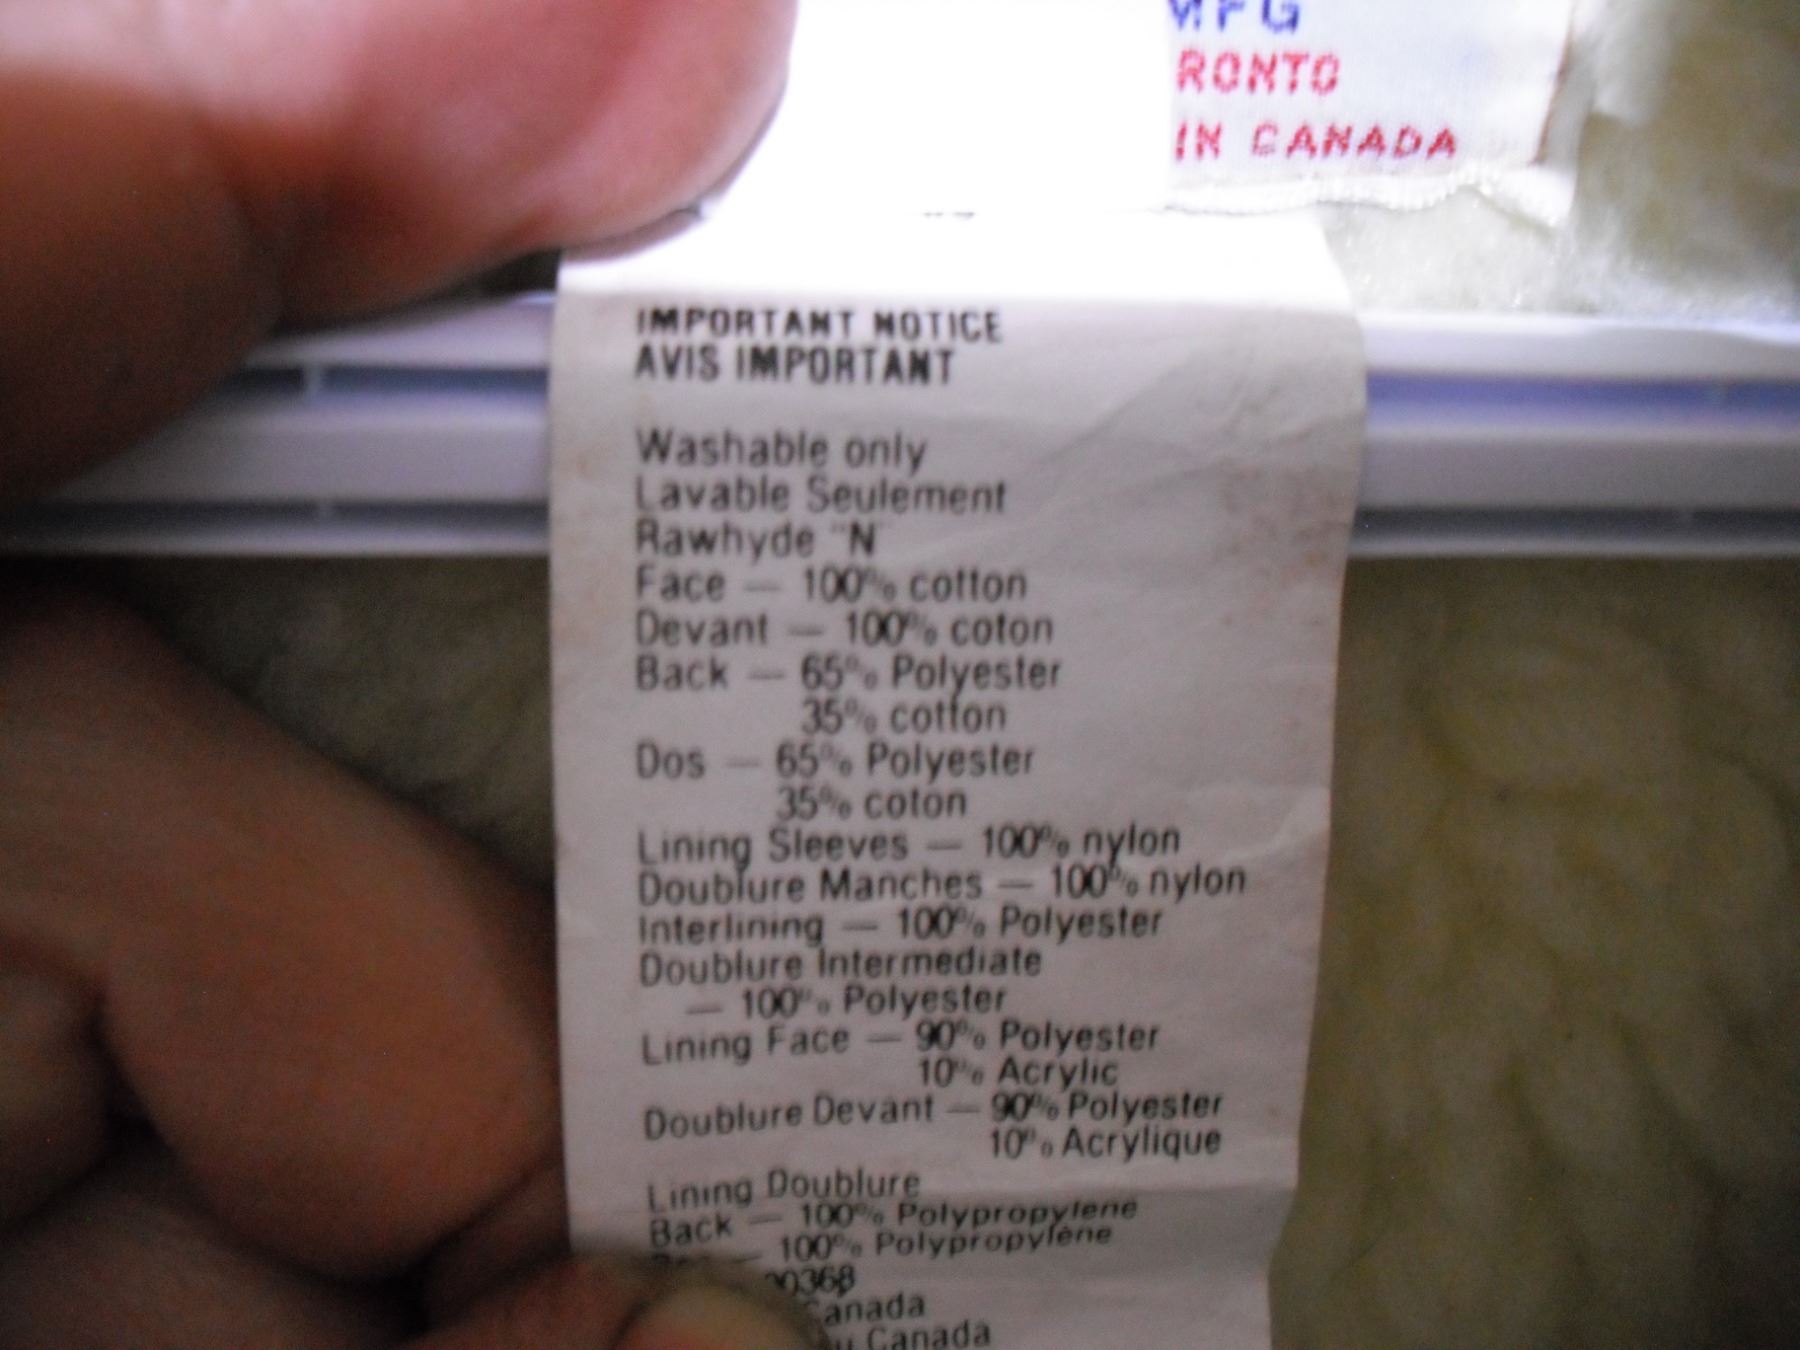 MFG
RONTO
IN CANADA
IMPORTANT NOTICE
AVIS IMPORTANT
Washable only
Lavable Seulement
Rawhyde "N"
Face — 100% cotton
Devant — 100% coton
Back — 65% Polyester
35% cotton
Dos — 65% Polyester
35% coton
Lining Sleeves — 100% nylon
Doublure Manches — 100% nylon
Interlining — 100% Polyester
Doublure Intermediate
— 100% Polyester
Lining Face — 90% Polyester
10% Acrylic
Doublure Devant — 90% Polyester
10% Acrylique
Lining Doublure
Back — 100% Polypropylene
— 100% Polypropylène
00368
Canada
u Canada